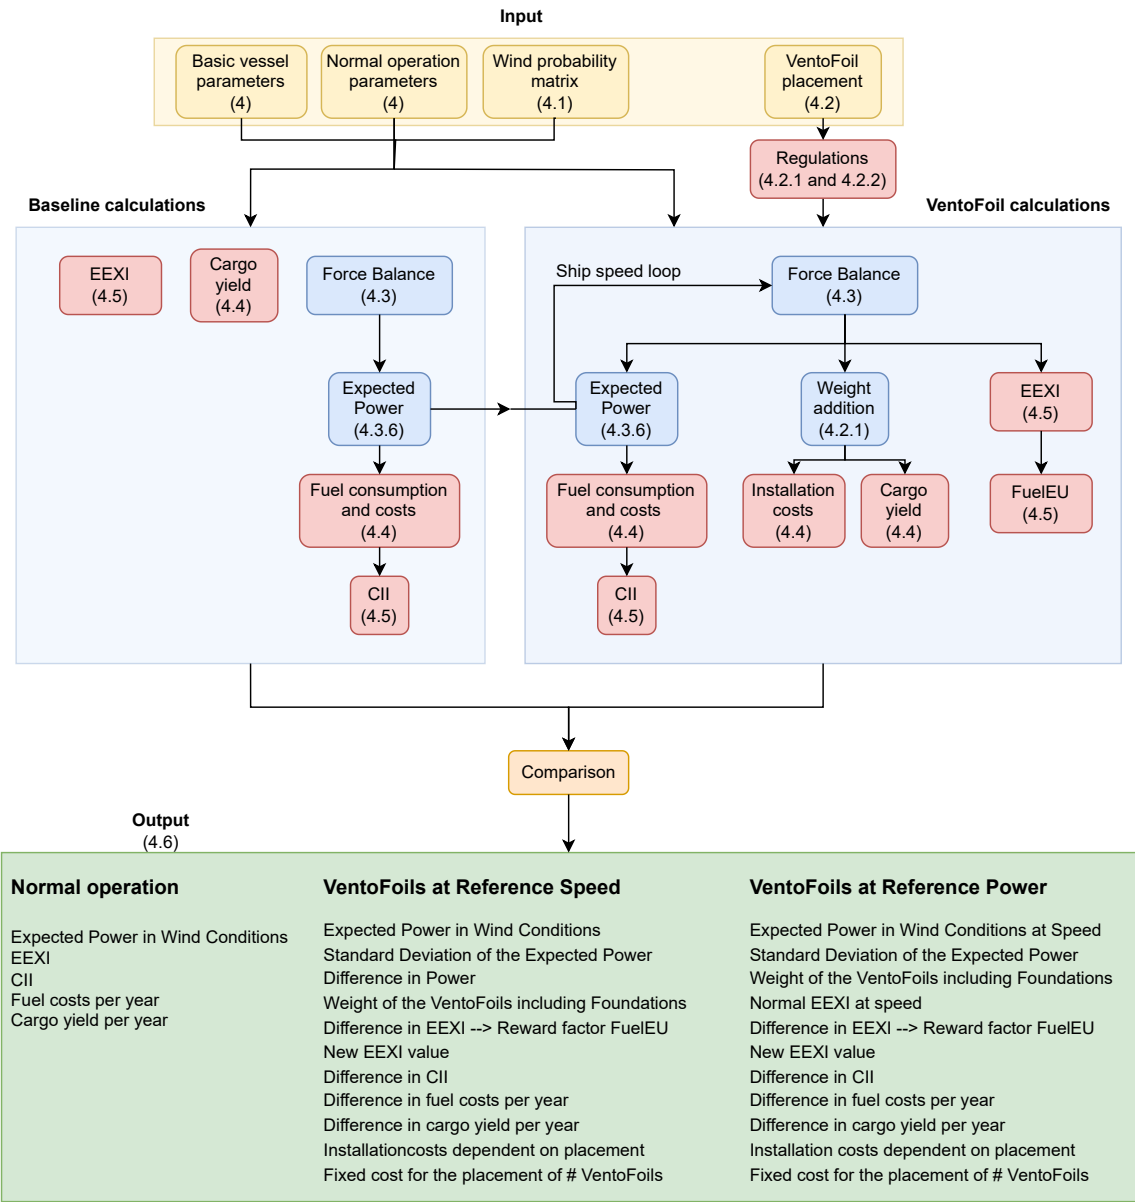 Input
Basic vessel
parameters
(4)
Normal operation
parameters
(4)
Wind probability
matrix
(4.1)
VentoFoil
placement
(4.2)
Regulations
(4.2.1 and 4.2.2)
Baseline calculations
VentoFoil calculations
EEXI
(4.5)
Cargo
yield
(4.4)
Force Balance
(4.3)
Expected
Power
(4.3.6)
Fuel consumption
and costs
(4.4)
CII
(4.5)
Ship speed loop
Force Balance
(4.3)
Expected
Power
(4.3.6)
Weight
addition
(4.2.1)
EEXI
(4.5)
Fuel consumption
and costs
(4.4)
Installation
costs
(4.4)
Cargo
yield
(4.4)
FuelEU
(4.5)
CII
(4.5)
Comparison
Output
(4.6)
Normal operation
Expected Power in Wind Conditions
EEXI
CII
Fuel costs per year
Cargo yield per year
VentoFoils at Reference Speed
Expected Power in Wind Conditions
Standard Deviation of the Expected Power
Difference in Power
Weight of the VentoFoils including Foundations
Difference in EEXI --> Reward factor FuelEU
New EEXI value
Difference in CII
Difference in fuel costs per year
Difference in cargo yield per year
Installationcosts dependent on placement
Fixed cost for the placement of # VentoFoils
VentoFoils at Reference Power
Expected Power in Wind Conditions at Speed
Standard Deviation of the Expected Power
Weight of the VentoFoils including Foundations
Normal EEXI at speed
Difference in EEXI --> Reward factor FuelEU
New EEXI value
Difference in CII
Difference in fuel costs per year
Difference in cargo yield per year
Installation costs dependent on placement
Fixed cost for the placement of # VentoFoils